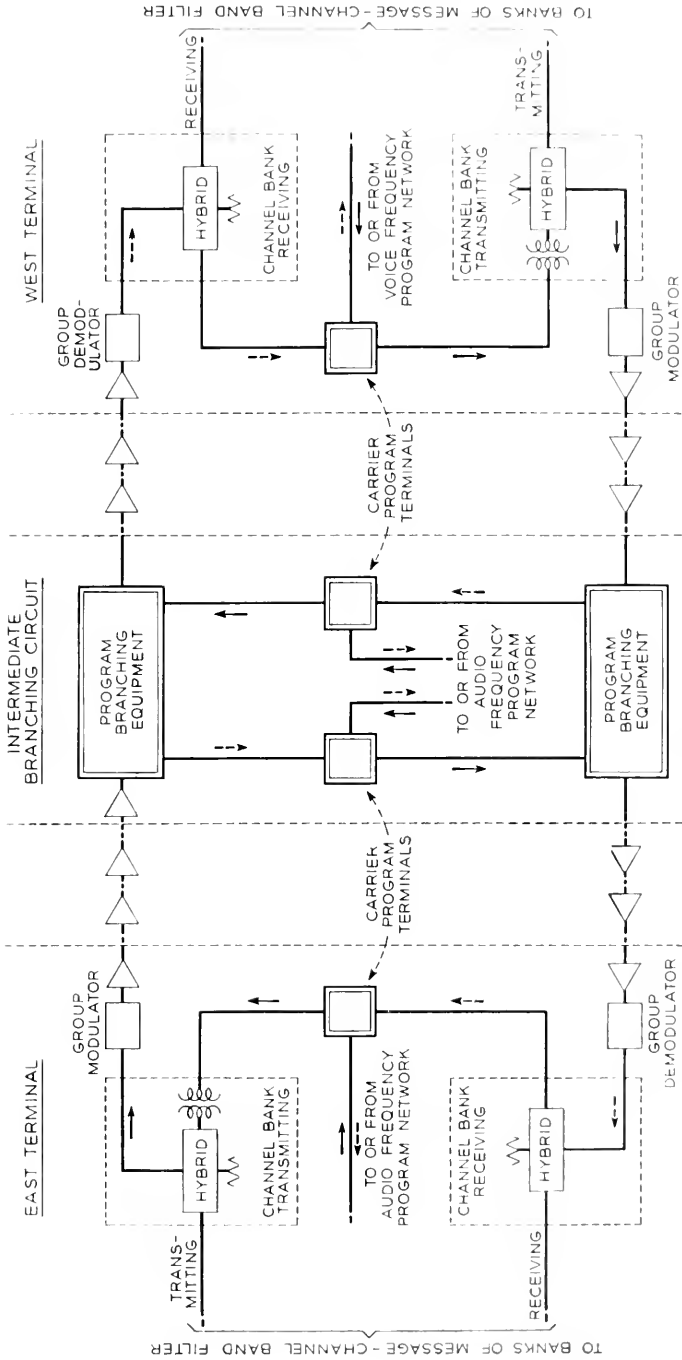 EAST TERMINAL
INTERMEDIATE
BRANCHING CIRCUIT
WEST TERMINAL
GROUP
MODULATOR
GROUP
DEMOD-
ULATOR
TRANS-
MITTING
HYBRID
CHANNEL BANK
TRANSMITTING
PROGRAM
BRANCHING
EQUIPMENT
HYBRID
CHANNEL BANK
RECEIVING
RECEIVING
TO BANKS OF MESSAGE-CHANNEL BAND FILTER
TO OR FROM
AUDIO FREQUENCY
PROGRAM NETWORK
CARRIER
PROGRAM
TERMINALS
TO OR FROM
AUDIO
FREQUENCY
PROGRAM
NETWORK
CARRIER
PROGRAM
TERMINALS
TO OR FROM
VOICE FREQUENCY
PROGRAM NETWORK
TO BANKS OF MESSAGE-CHANNEL BAND FILTER
RECEIVING
HYBRID
CHANNEL BANK
RECEIVING
GROUP
DEMODULATOR
PROGRAM
BRANCHING
EQUIPMENT
GROUP
MODULATOR
CHANNEL BANK
TRANSMITTING
HYBRID
TRANS-
MITTING